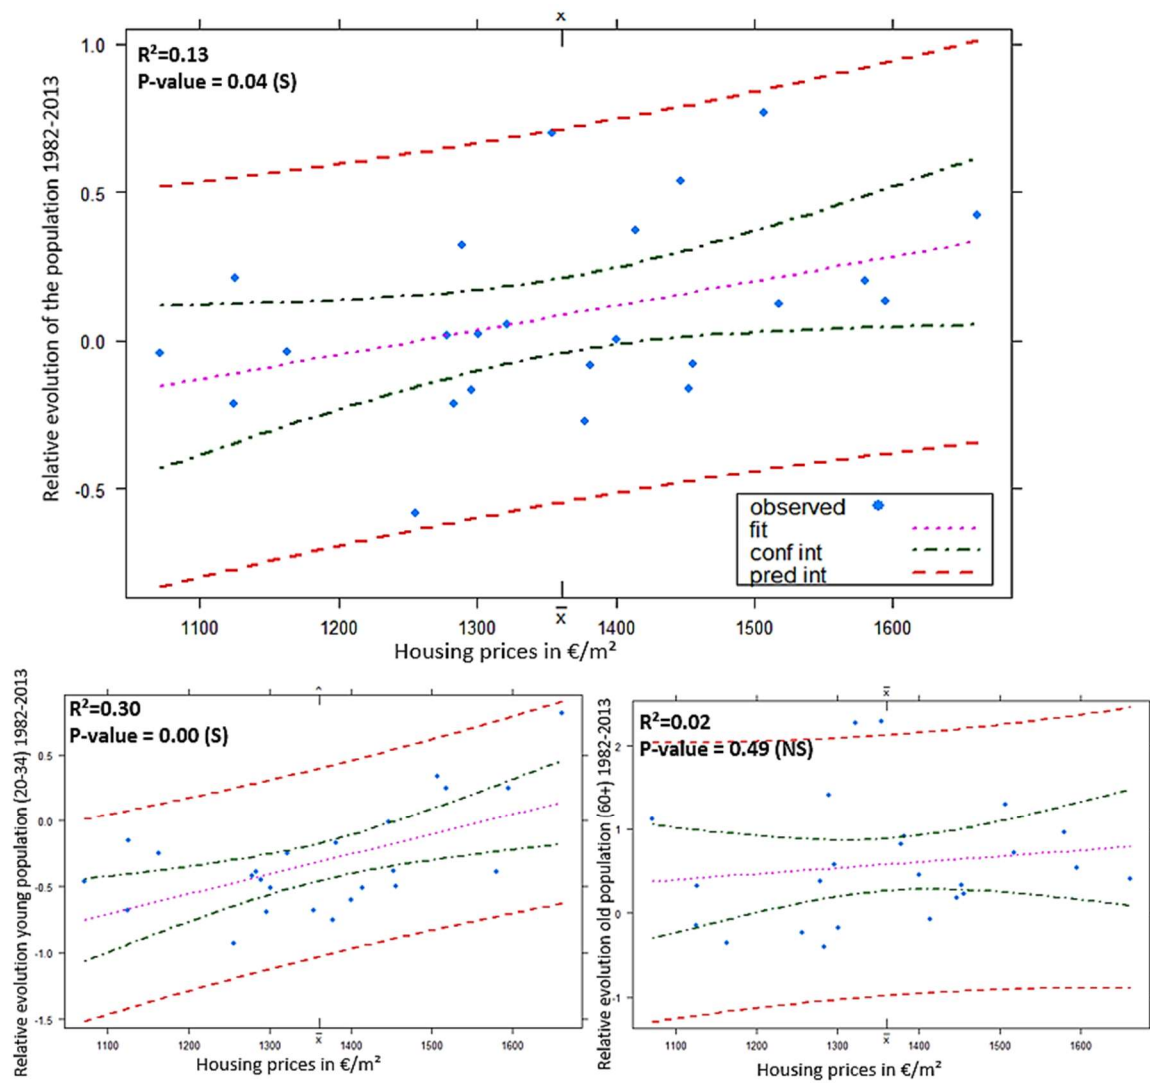 x
R²=0.13
P-value = 0.04 (S)
Relative evolution of the population 1982-2013
1.0
0.5
0.0
-0.5
observed
fit
conf int
pred int
x̅
1100 1200 1300 1400 1500 1600
Housing prices in €/m²
R²=0.30
P-value = 0.00 (S)
Relative evolution young population (20-34) 1982-2013
0.5
0.0
-0.5
-1.0
-1.5
x̅
1100 1200 1300 1400 1500 1600
Housing prices in €/m²
x̅
R²=0.02
P-value = 0.49 (NS)
Relative evolution old population (60+) 1982-2013
2
1
0
-1
x̅
1100 1200 1300 1400 1500 1600
Housing prices in €/m²